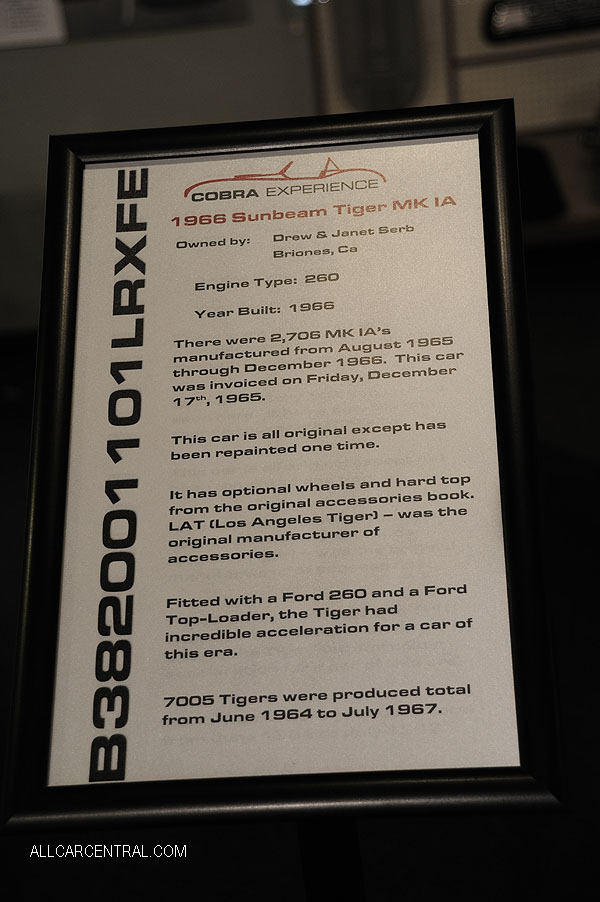 B382001101LRXFE
COBRA EXPERIENCE
1966 Sunbeam Tiger MK IA
Owned by: Drew & Janet Serb
Briones, Ca
Engine Type: 260
Year Built: 1966
There were 2,706 MK IA's
manufactured from August 1965
through December 1966. This car
was invoiced on Friday, December
17th, 1965.
This car is all original except has
been repainted one time.
It has optional wheels and hard top
from the original accessories book.
LAT (Los Angeles Tiger) – was the
original manufacturer of
accessories.
Fitted with a Ford 260 and a Ford
Top-Loader, the Tiger had
incredible acceleration for a car of
this era.
7005 Tigers were produced total
from June 1964 to July 1967.
ALLCARCENTRAL.COM